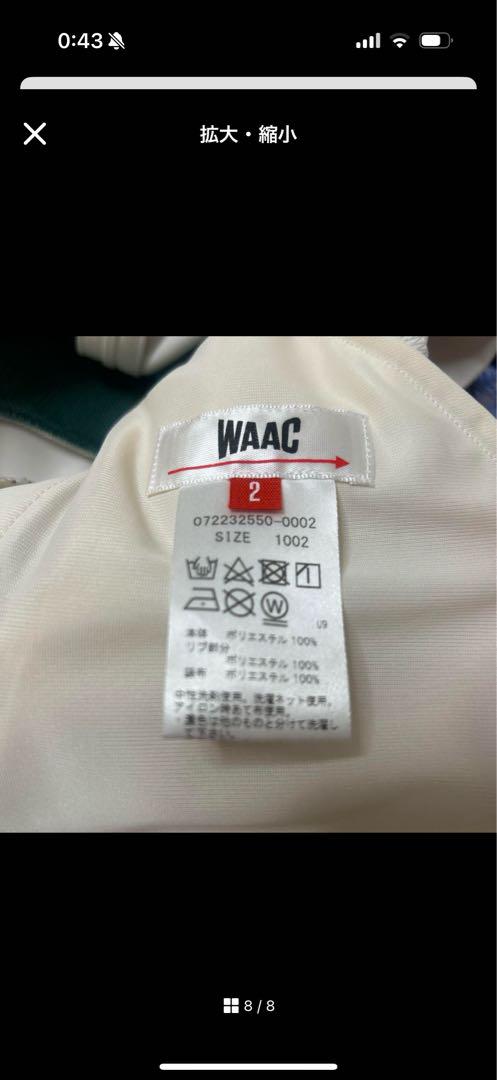 0:43
拡大・縮小
WAAC
2
072232550-0002
SIZE 1002
W
U9
本体 ポリエステル 100%
リブ部分
ポリエステル 100%
裏布 ポリエステル 100%
中性洗剤使用。洗濯ネット使用。
アイロン時あて布使用。
・濃色は他のものと分けて洗濯し
て下さい。
8 / 8